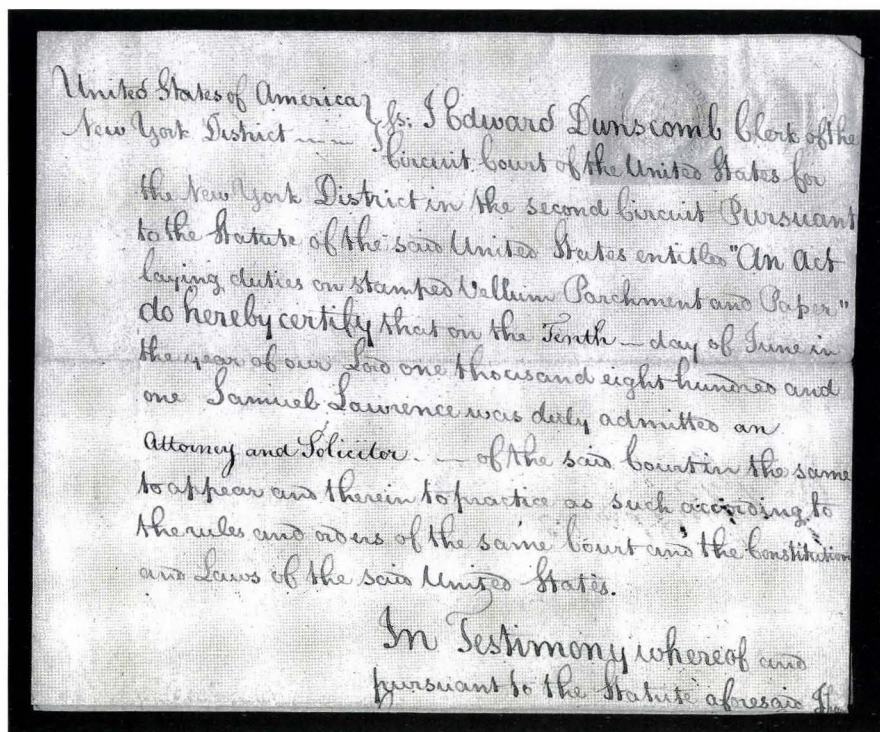 United States of America } ss: I Edward Dunscomb Clerk of the
New York District ---- } Circuit Court of the United States for
the New York District in the second Circuit Pursuant
to the Statute of the said United States entitled "An Act
laying duties on stamped Vellum Parchment and Paper"
do hereby certify that on the Tenth — day of June in
the year of our Lord one thousand eight hundred and
one Samuel Lawrence was duly admitted an
Attorney and Solicitor - — of the said Court in the same
to appear and therein to practice as such according to
the rules and orders of the same Court and the Constitution
and Laws of the said United States.
In Testimony whereof and
pursuant to the Statute aforesaid I